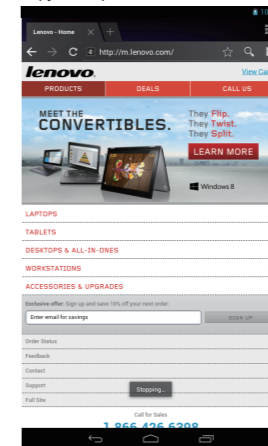 10
Lenovo - Home
http://m.lenovo.com/
lenovo.
View Ca
PRODUCTS
DEALS
CALL US
MEET THE
CONVERTIBLES.
They Flip.
They Twist.
They Split.
LEARN MORE
Windows 8
LAPTOPS
TABLETS
DESKTOPS & ALL-IN-ONES
WORKSTATIONS
ACCESSORIES & UPGRADES
Exclusive offer: Sign up and save 10% off your next order:
Enter email for savings
SIGN UP
Order Status
Feedback
Contact
Support
Full Site
Stopping...
Call for Sales
1 866 426 6398